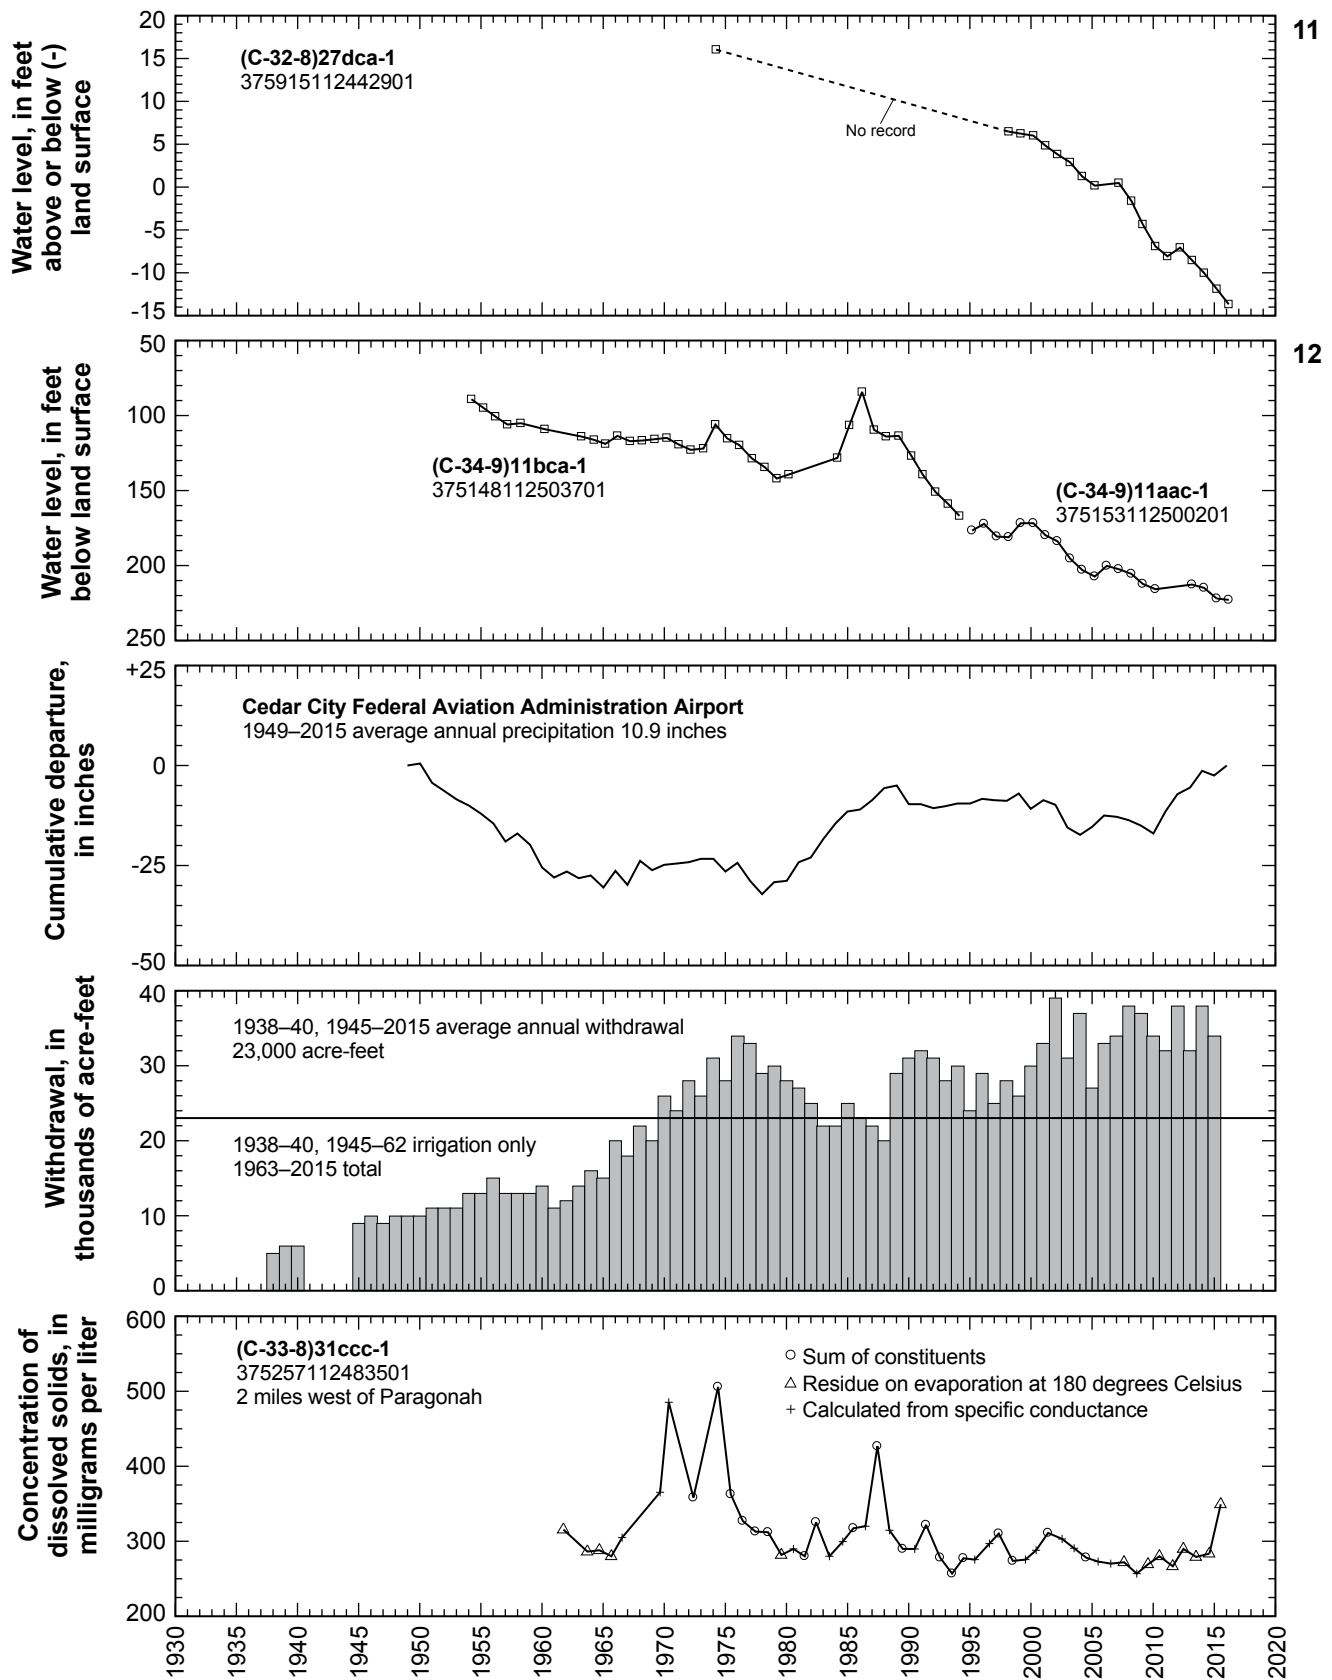 11
Water level, in feet
above or below (-)
land surface
20
15
10
5
0
-5
-10
-15
(C-32-8)27dca-1
375915112442901
No record
12
Water level, in feet
below land surface
50
100
150
200
250
(C-34-9)11bca-1
375148112503701
(C-34-9)11aac-1
375153112500201
Cumulative departure,
in inches
+25
0
-25
-50
Cedar City Federal Aviation Administration Airport
1949–2015 average annual precipitation 10.9 inches
Withdrawal, in
thousands of acre-feet
40
30
20
10
0
1938–40, 1945–2015 average annual withdrawal
23,000 acre-feet
1938–40, 1945–62 irrigation only
1963–2015 total
Concentration of
dissolved solids, in
milligrams per liter
600
500
400
300
200
(C-33-8)31ccc-1
375257112483501
2 miles west of Paragonah
Sum of constituents
Residue on evaporation at 180 degrees Celsius
Calculated from specific conductance
1930
1935
1940
1945
1950
1955
1960
1965
1970
1975
1980
1985
1990
1995
2000
2005
2010
2015
2020